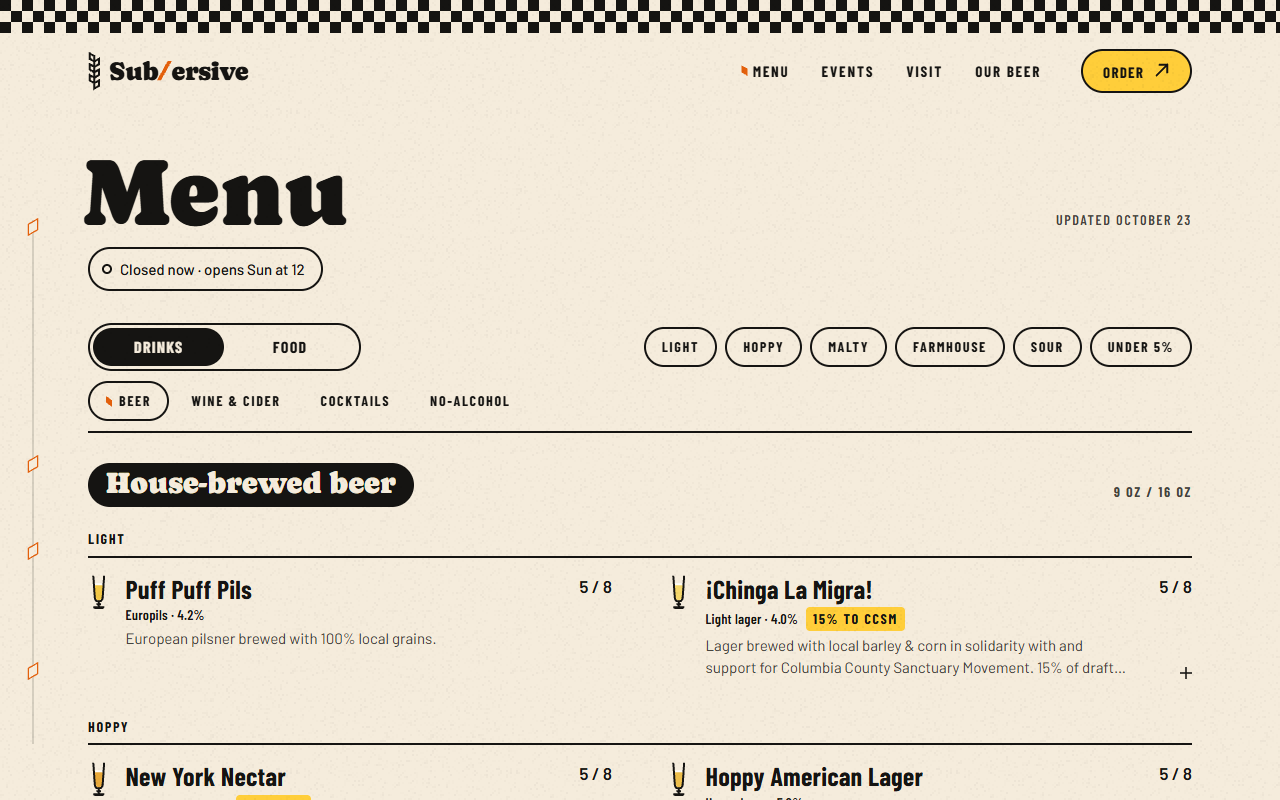 Sub/ersive
MENU
EVENTS
VISIT
OUR BEER
ORDER
Menu
UPDATED OCTOBER 23
Closed now · opens Sun at 12
DRINKS
FOOD
LIGHT
HOPPY
MALTY
FARMHOUSE
SOUR
UNDER 5%
BEER
WINE & CIDER
COCKTAILS
NO-ALCOHOL
House-brewed beer
9 OZ / 16 OZ
LIGHT
Puff Puff Pils
5 / 8
Europils · 4.2%
European pilsner brewed with 100% local grains.
¡Chinga La Migra!
5 / 8
Light lager · 4.0%
15% TO CCSM
Lager brewed with local barley & corn in solidarity with and
support for Columbia County Sanctuary Movement. 15% of draft...
+
HOPPY
New York Nectar
5 / 8
Hoppy American Lager
5 / 8